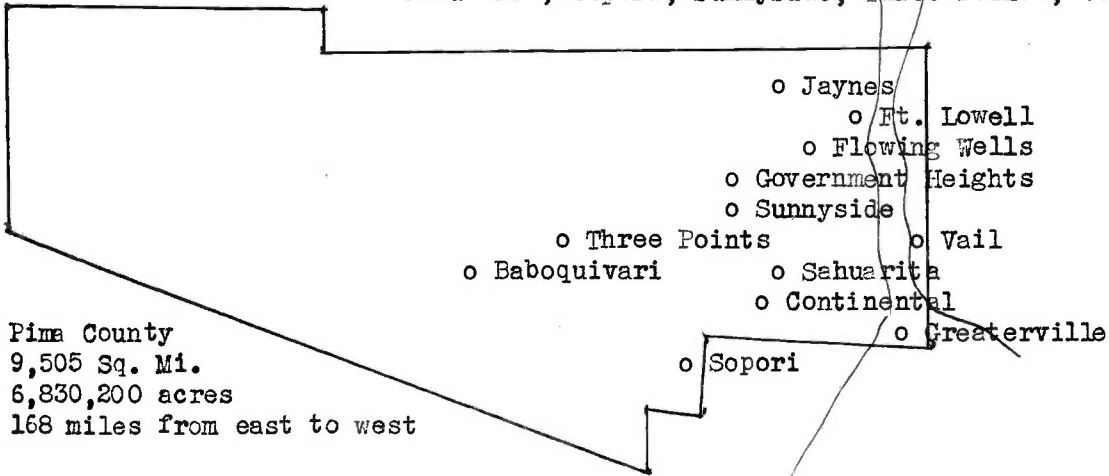 o Jaynes
o Ft. Lowell
o Flowing Wells
o Government Heights
o Sunnyside
o Three Points
o Vail
o Baboquivari
o Sahuarita
o Continental
o Greaterville
o Sopori
Pima County
9,505 Sq. Mi.
6,830,200 acres
168 miles from east to west